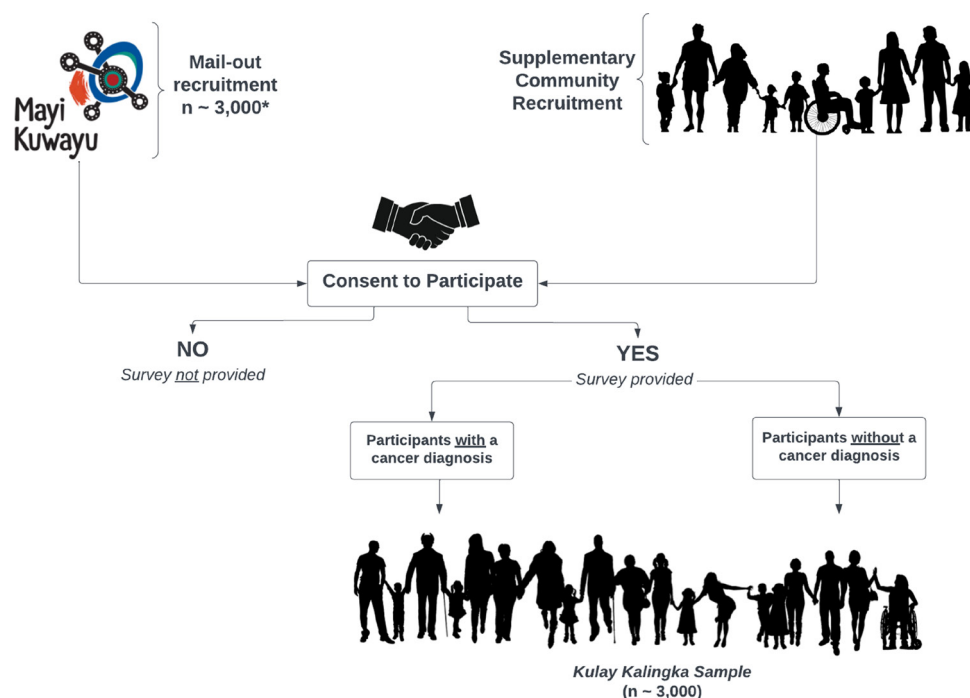 Mayi
Kuwayu
Mail-out
recruitment
n ~ 3,000*
Supplementary
Community
Recruitment
Consent to Participate
NO
Survey not provided
YES
Survey provided
Participants with a
cancer diagnosis
Participants without a
cancer diagnosis
Kulay Kalingka Sample
(n ~ 3,000)